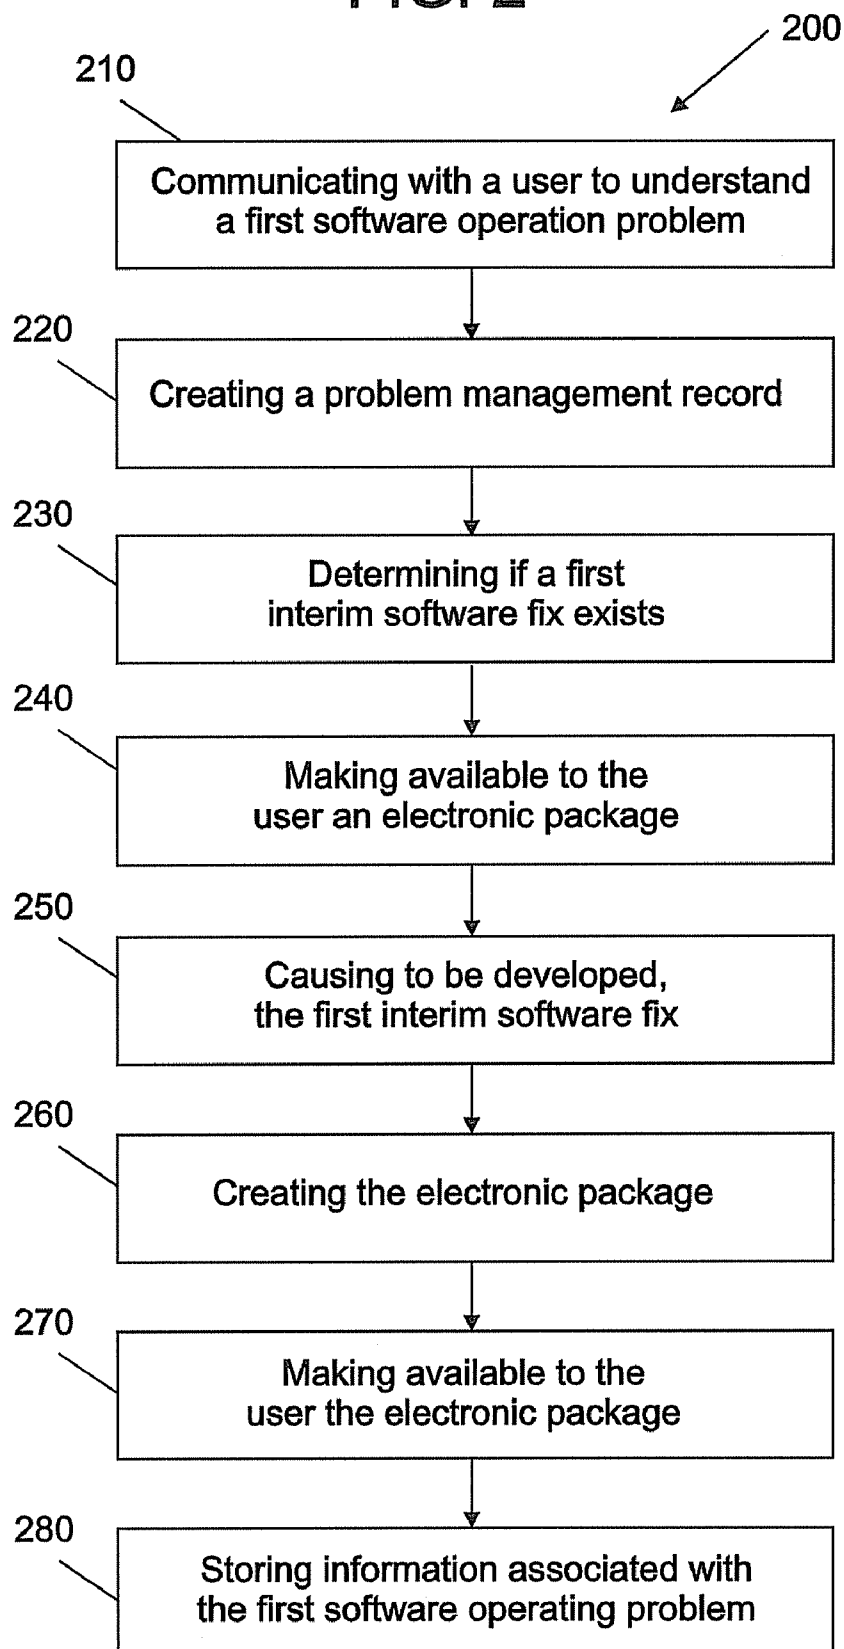 FIG. 2
200
210
Communicating with a user to understand
a first software operation problem
220
Creating a problem management record
230
Determining if a first
interim software fix exists
240
Making available to the
user an electronic package
250
Causing to be developed,
the first interim software fix
260
Creating the electronic package
270
Making available to the
user the electronic package
280
Storing information associated with
the first software operating problem